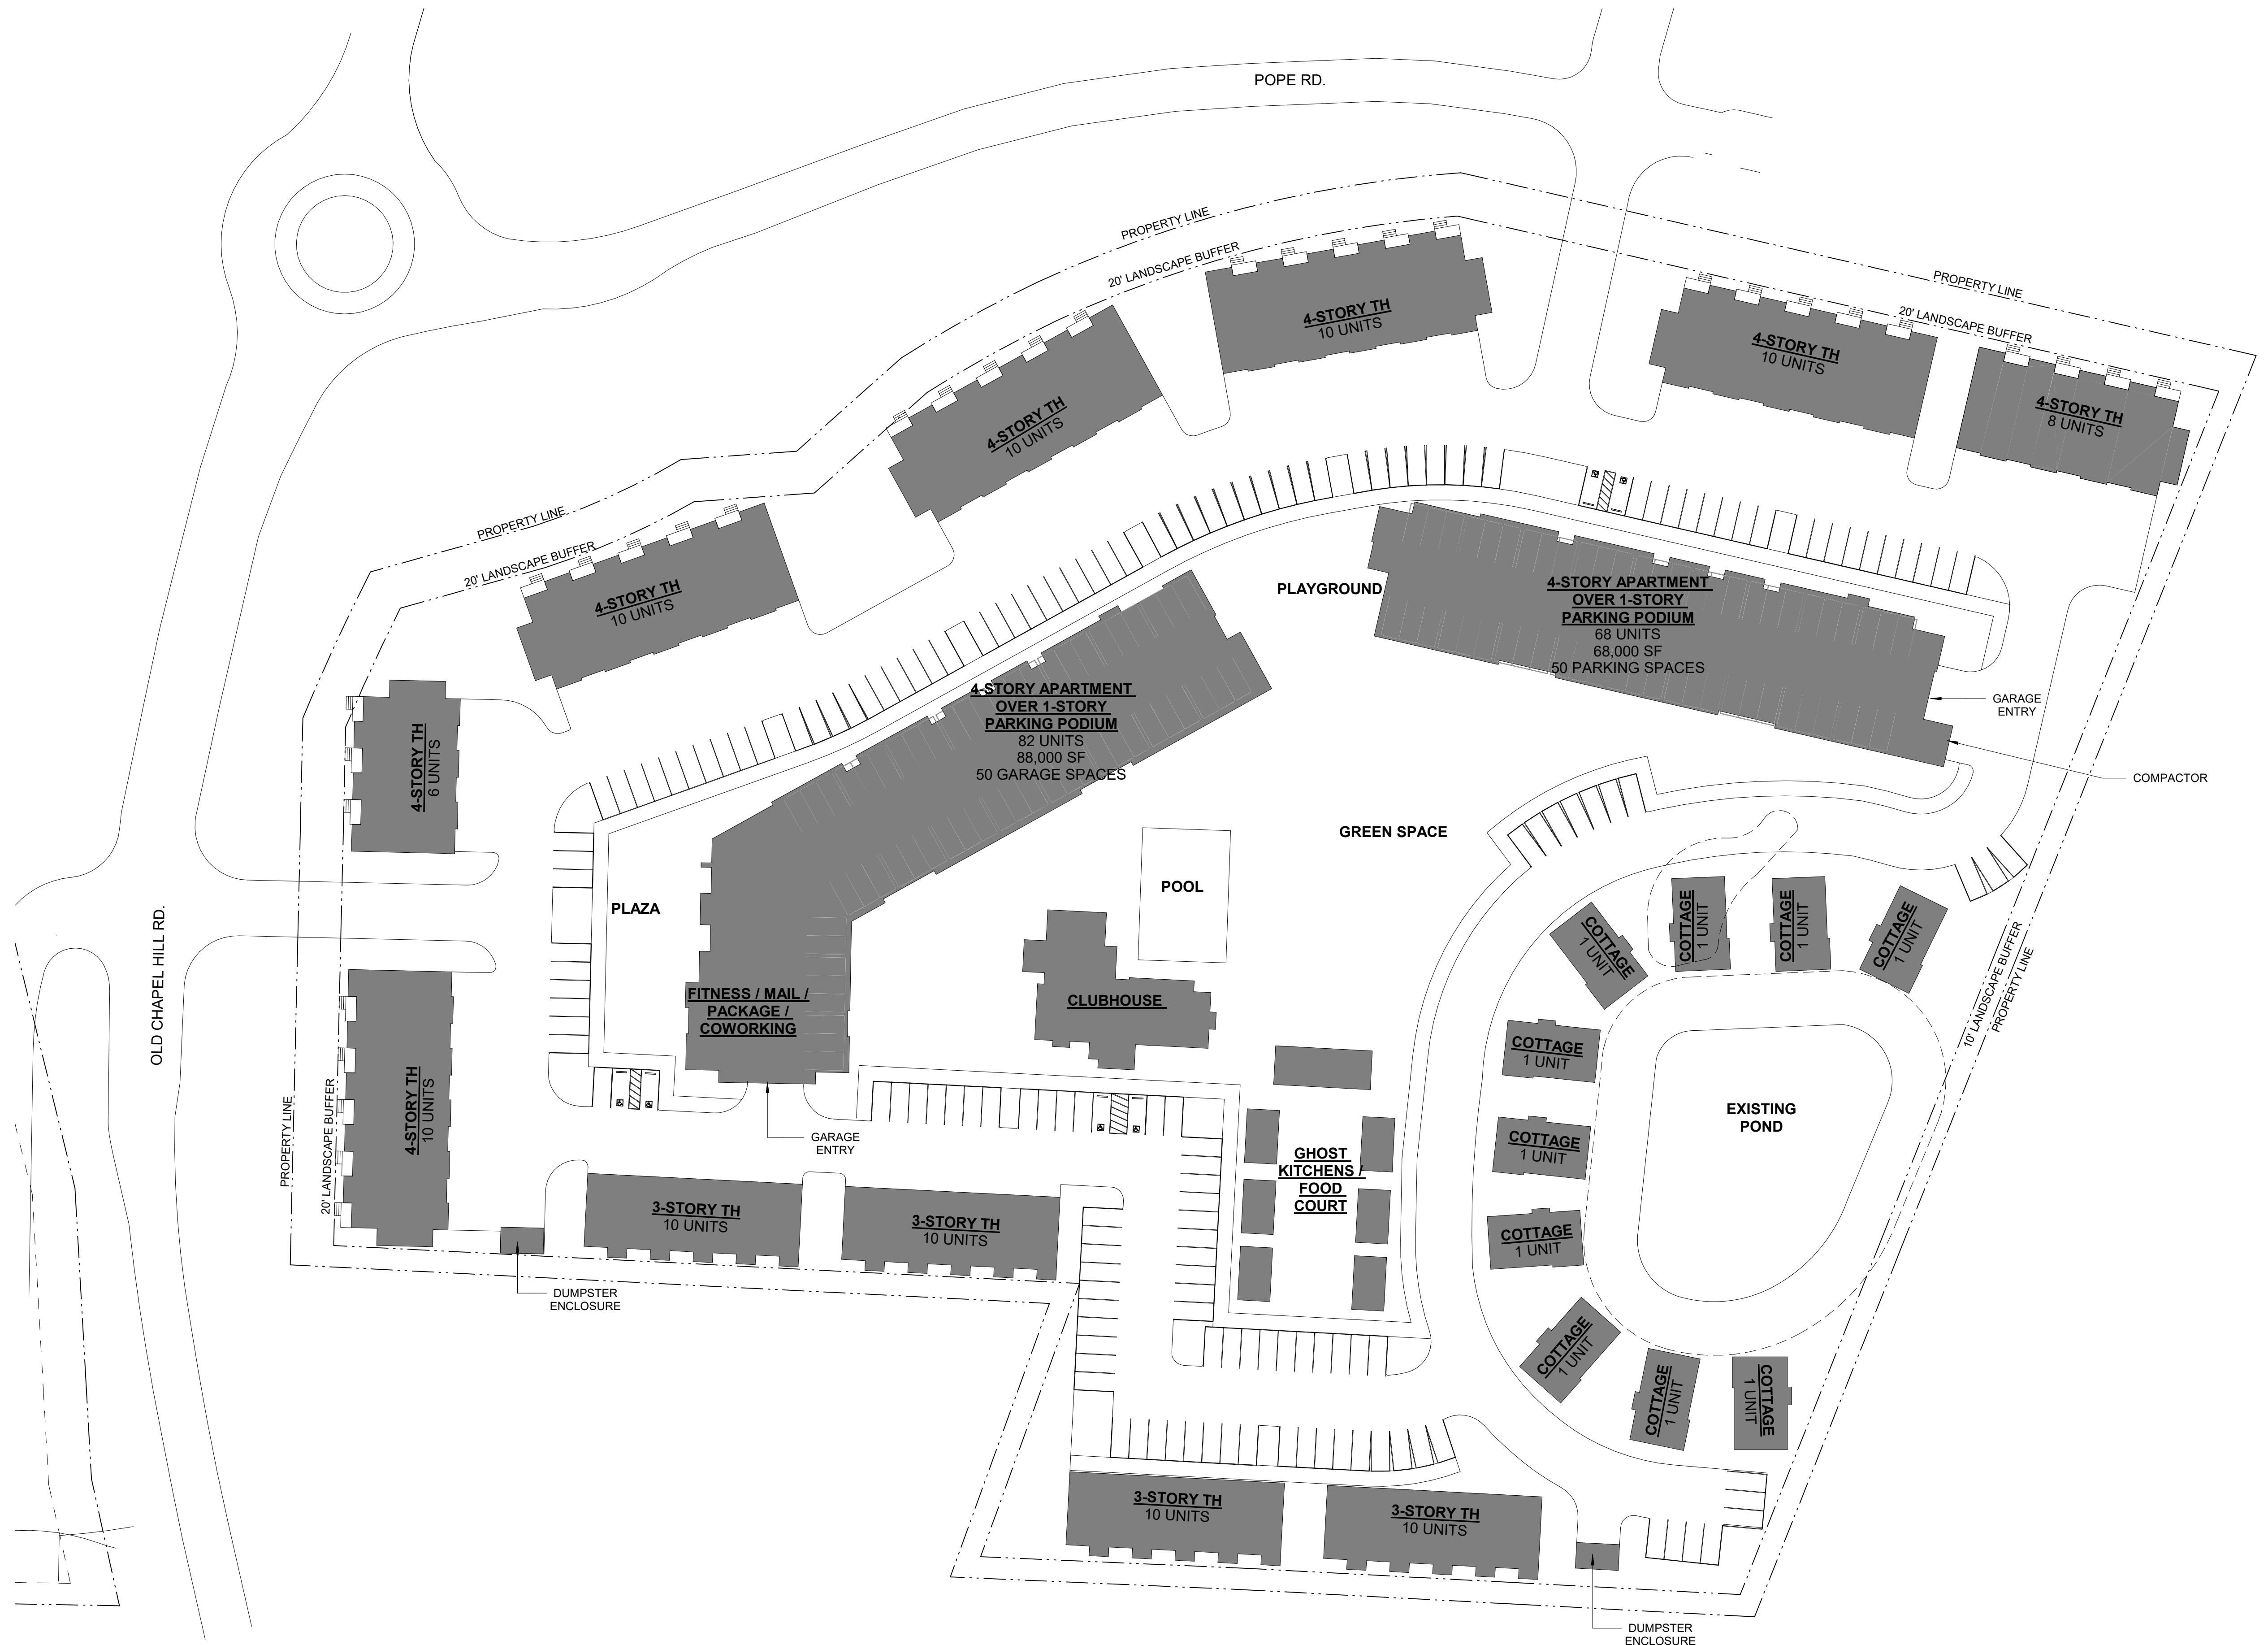 POPE RD.
PROPERTY LINE
20' LANDSCAPE BUFFER
4-STORY TH
10 UNITS
PROPERTY LINE
20' LANDSCAPE BUFFER
4-STORY TH
10 UNITS
4-STORY TH
8 UNITS
4-STORY TH
10 UNITS
PROPERTY LINE
20' LANDSCAPE BUFFER
4-STORY TH
10 UNITS
PLAYGROUND
4-STORY APARTMENT
OVER 1-STORY
PARKING PODIUM
68 UNITS
68,000 SF
50 PARKING SPACES
GARAGE
ENTRY
COMPACTOR
4-STORY APARTMENT
OVER 1-STORY
PARKING PODIUM
82 UNITS
88,000 SF
50 GARAGE SPACES
4-STORY TH
6 UNITS
GREEN SPACE
POOL
PLAZA
OLD CHAPEL HILL RD.
FITNESS / MAIL /
PACKAGE /
COWORKING
CLUBHOUSE
COTTAGE
1 UNIT
COTTAGE
1 UNIT
COTTAGE
1 UNIT
COTTAGE
1 UNIT
10' LANDSCAPE BUFFER
PROPERTY LINE
COTTAGE
1 UNIT
COTTAGE
1 UNIT
COTTAGE
1 UNIT
EXISTING
POND
COTTAGE
1 UNIT
COTTAGE
1 UNIT
COTTAGE
1 UNIT
GHOST
KITCHENS /
FOOD
COURT
GARAGE
ENTRY
PROPERTY LINE
20' LANDSCAPE BUFFER
4-STORY TH
10 UNITS
3-STORY TH
10 UNITS
3-STORY TH
10 UNITS
DUMPSTER
ENCLOSURE
3-STORY TH
10 UNITS
3-STORY TH
10 UNITS
DUMPSTER
ENCLOSURE